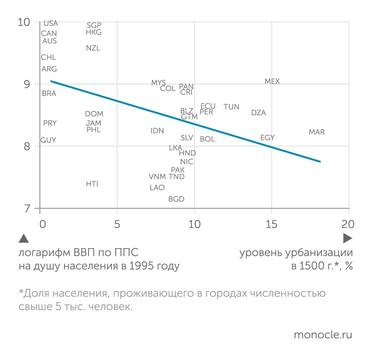 10
USA
SGP
CAN
HKG
AUS
NZL
CHL
ARG
9
MYS
PAN
MEX
COL
CRI
BRA
ECU
TUN
BLZ
PER
DZA
DOM
GTM
PRY
JAM
PHL
IDN
MAR
GUY
SLV
BOL
EGY
8
LKA
HND
NIC
PAK
VNM
TND
HTI
LAO
BGD
7
0
5
10
15
20
логарифм ВВП по ППС
на душу населения в 1995 году
уровень урбанизации
в 1500 г.*, %
*Доля населения, проживающего в городах численностью
свыше 5 тыс. человек.
monocle.ru